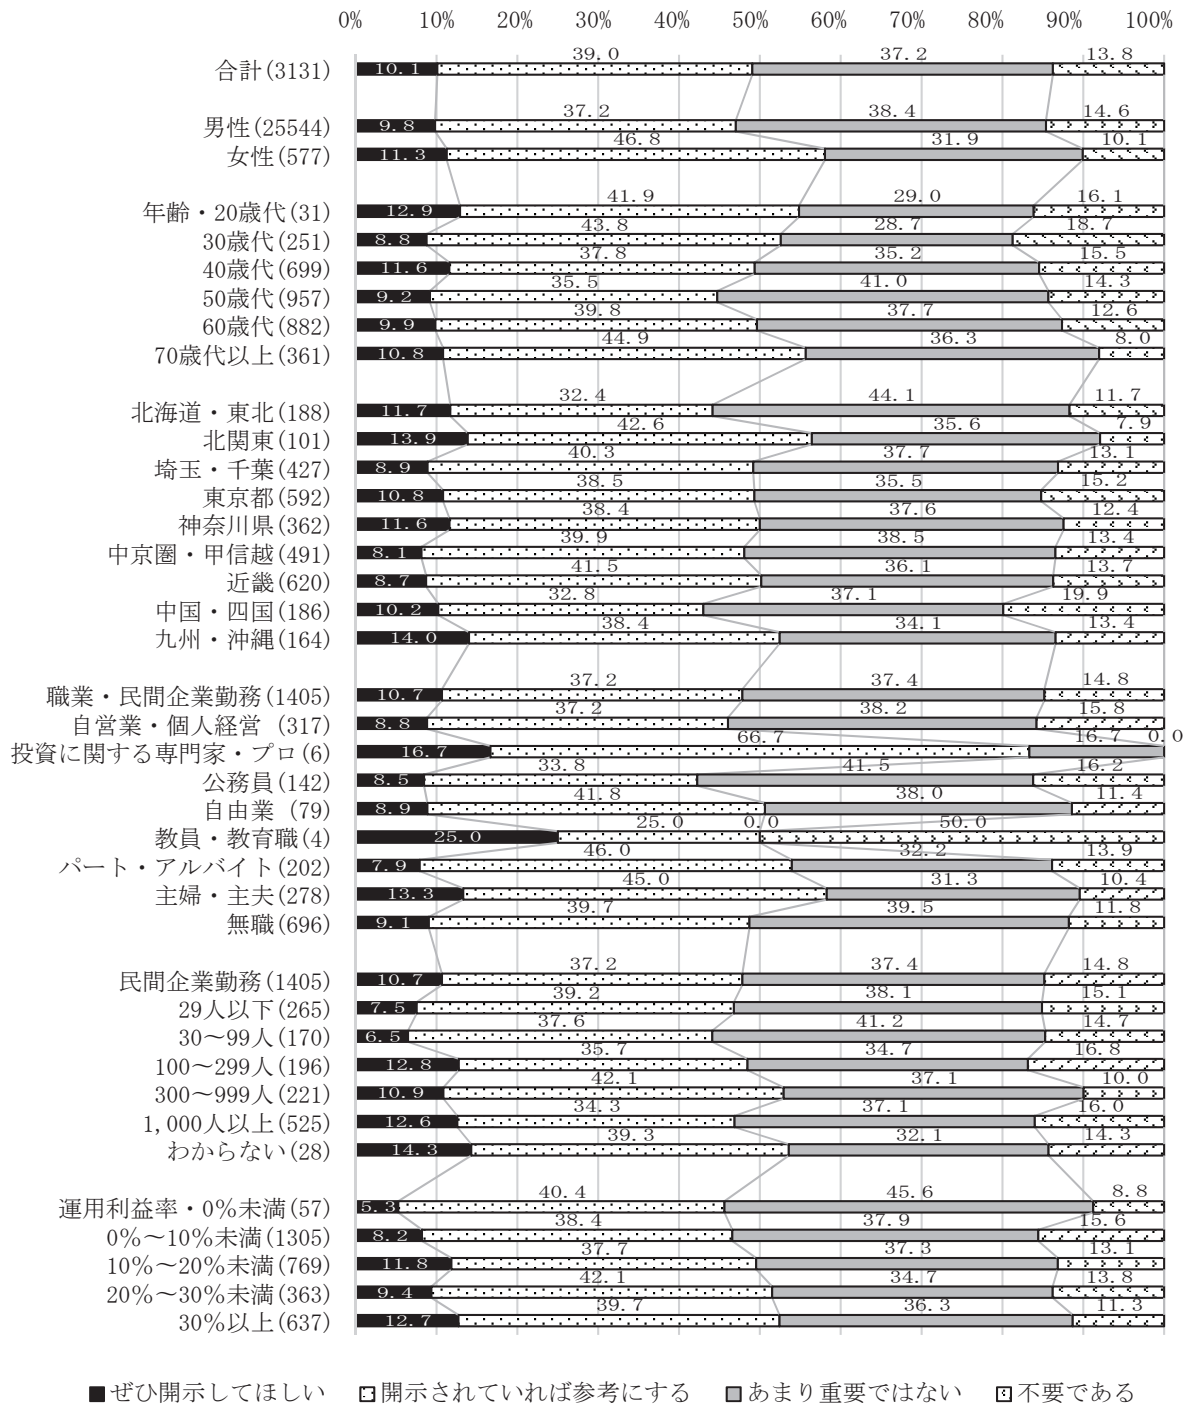 0% 10% 20% 30% 40% 50% 60% 70% 80% 90% 100%
合計(3131) 10.1 39.0 37.2 13.8
男性(25544) 9.8 37.2 38.4 14.6
女性(577) 11.3 46.8 31.9 10.1
年齢・20歳代(31) 12.9 41.9 29.0 16.1
30歳代(251) 8.8 43.8 28.7 18.7
40歳代(699) 11.6 37.8 35.2 15.5
50歳代(957) 9.2 35.5 41.0 14.3
60歳代(882) 9.9 39.8 37.7 12.6
70歳代以上(361) 10.8 44.9 36.3 8.0
北海道・東北(188) 11.7 32.4 44.1 11.7
北関東(101) 13.9 42.6 35.6 7.9
埼玉・千葉(427) 8.9 40.3 37.7 13.1
東京都(592) 10.8 38.5 35.5 15.2
神奈川県(362) 11.6 38.4 37.6 12.4
中京圏・甲信越(491) 8.1 39.9 38.5 13.4
近畿(620) 8.7 41.5 36.1 13.7
中国・四国(186) 10.2 32.8 37.1 19.9
九州・沖縄(164) 14.0 38.4 34.1 13.4
職業・民間企業勤務(1405) 10.7 37.2 37.4 14.8
自営業・個人経営 (317) 8.8 37.2 38.2 15.8
投資に関する専門家・プロ(6) 16.7 66.7 16.7 0.0
公務員(142) 8.5 33.8 41.5 16.2
自由業 (79) 8.9 41.8 38.0 11.4
教員・教育職(4) 25.0 25.0 0.0 50.0
パート・アルバイト(202) 7.9 46.0 32.2 13.9
主婦・主夫(278) 13.3 45.0 31.3 10.4
無職(696) 9.1 39.7 39.5 11.8
民間企業勤務(1405) 10.7 37.2 37.4 14.8
29人以下(265) 7.5 39.2 38.1 15.1
30～99人(170) 6.5 37.6 41.2 14.7
100～299人(196) 12.8 35.7 34.7 16.8
300～999人(221) 10.9 42.1 37.1 10.0
1,000人以上(525) 12.6 34.3 37.1 16.0
わからない(28) 14.3 39.3 32.1 14.3
運用利益率・0％未満(57) 5.3 40.4 45.6 8.8
0％～10％未満(1305) 8.2 38.4 37.9 15.6
10％～20％未満(769) 11.8 37.7 37.3 13.1
20％～30％未満(363) 9.4 42.1 34.7 13.8
30％以上(637) 12.7 39.7 36.3 11.3
ぜひ開示してほしい 開示されていれば参考にする あまり重要ではない 不要である